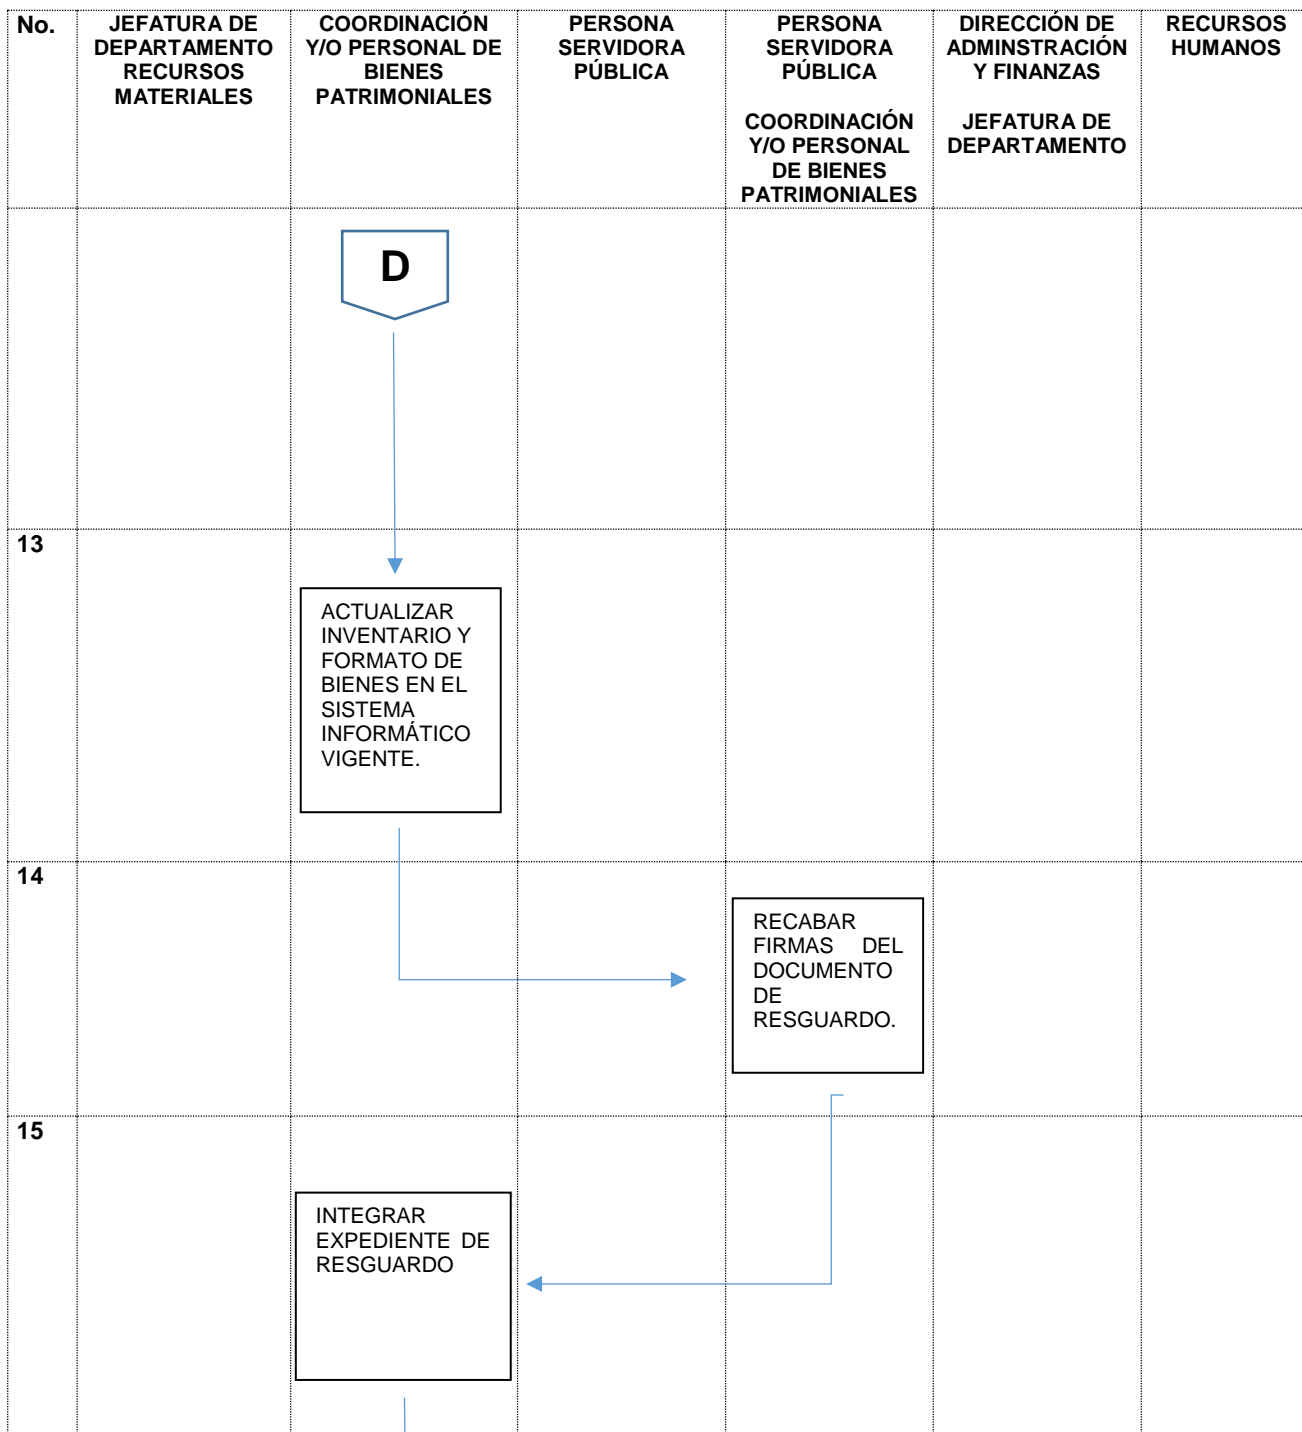 No.
JEFATURA DE
DEPARTAMENTO
RECURSOS
MATERIALES
COORDINACIÓN
Y/O PERSONAL DE
BIENES
PATRIMONIALES
PERSONA
SERVIDORA
PÚBLICA
PERSONA
SERVIDORA
PÚBLICA
COORDINACIÓN
Y/O PERSONAL
DE BIENES
PATRIMONIALES
DIRECCIÓN DE
ADMINSTRACIÓN
Y FINANZAS
JEFATURA DE
DEPARTAMENTO
RECURSOS
HUMANOS
D
13
ACTUALIZAR
INVENTARIO Y
FORMATO DE
BIENES EN EL
SISTEMA
INFORMÁTICO
VIGENTE.
14
RECABAR
FIRMAS DEL
DOCUMENTO
DE
RESGUARDO.
15
INTEGRAR
EXPEDIENTE DE
RESGUARDO